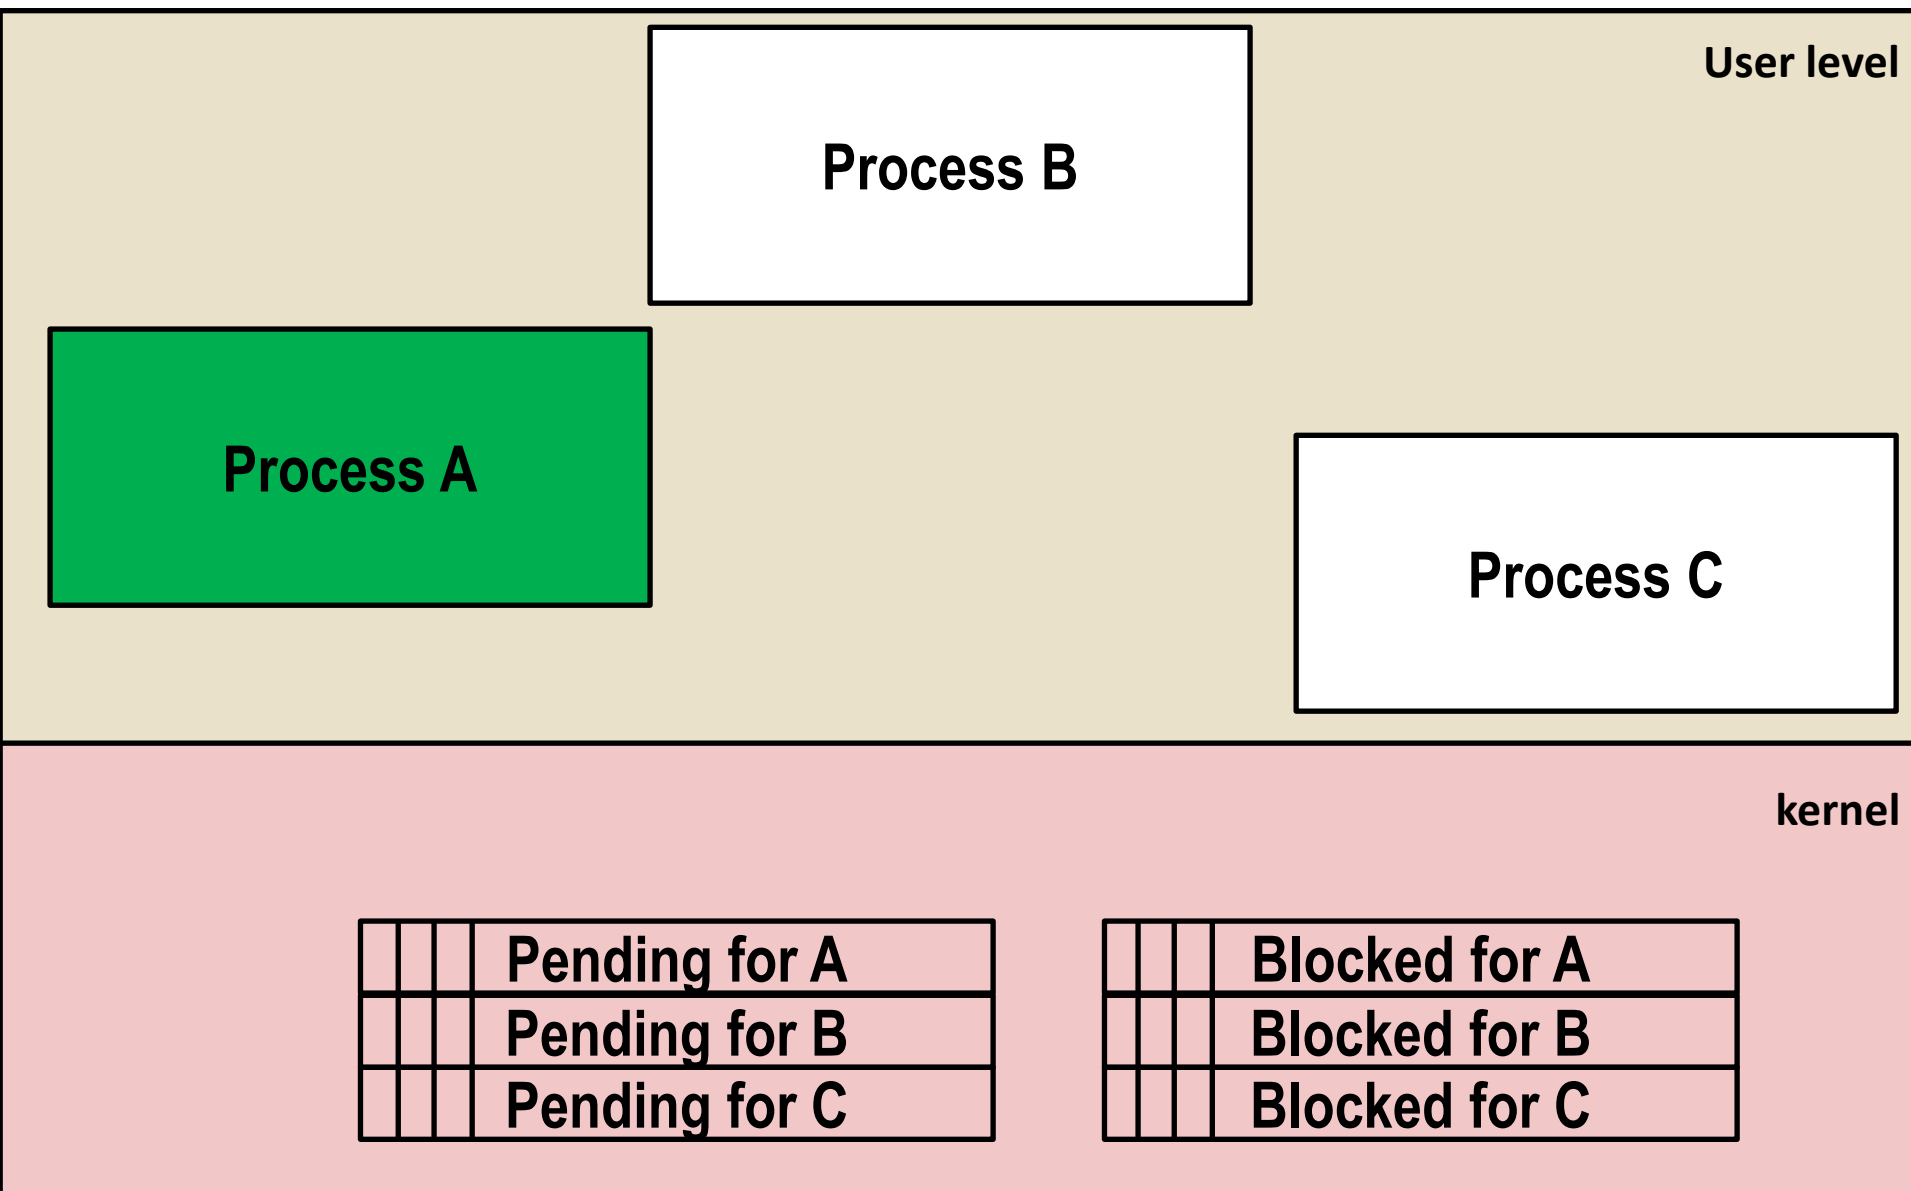 User level
Process B
Process A
Process C
kernel
Pending for A
Pending for B
Pending for C
Blocked for A
Blocked for B
Blocked for C